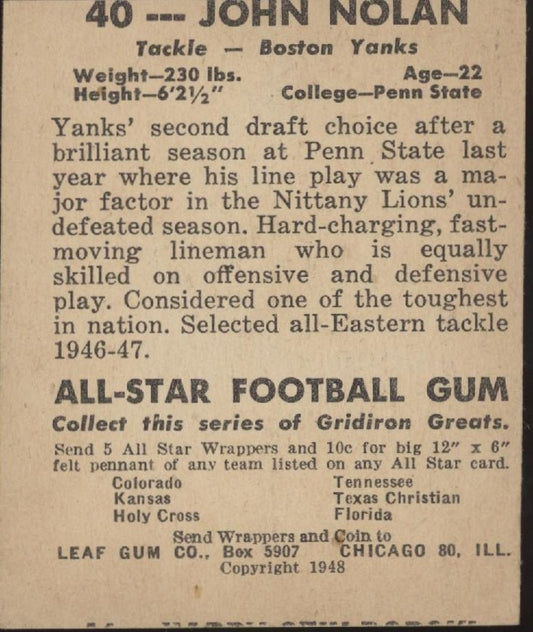 40 --- JOHN NOLAN
Tackle — Boston Yanks
Weight—230 lbs. Age—22
Height—6'2½" College—Penn State
Yanks' second draft choice after a
brilliant season at Penn State last
year where his line play was a ma-
jor factor in the Nittany Lions' un-
defeated season. Hard-charging, fast-
moving lineman who is equally
skilled on offensive and defensive
play. Considered one of the toughest
in nation. Selected all-Eastern tackle
1946-47.
ALL-STAR FOOTBALL GUM
Collect this series of Gridiron Greats.
Send 5 All Star Wrappers and 10c for big 12" x 6"
felt pennant of any team listed on any All Star card.
Colorado Tennessee
Kansas Texas Christian
Holy Cross Florida
Send Wrappers and Coin to
LEAF GUM CO., Box 5907 CHICAGO 80, ILL.
Copyright 1948